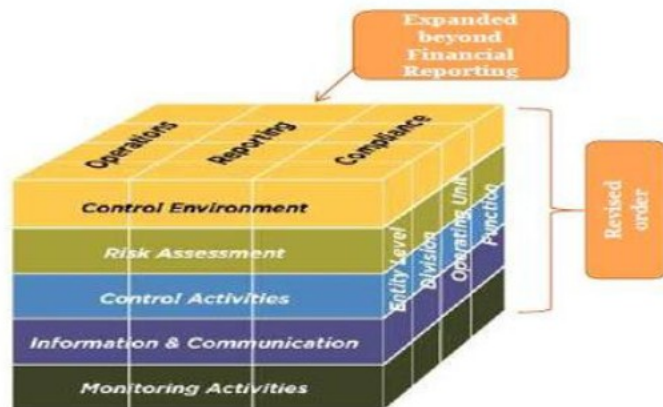 Expanded
beyond
Financial
Reporting
Operations
Reporting
Compliance
Control Environment
Risk Assessment
Control Activities
Information & Communication
Monitoring Activities
Entity Level
Division
Operating Unit
Function
Revised
order